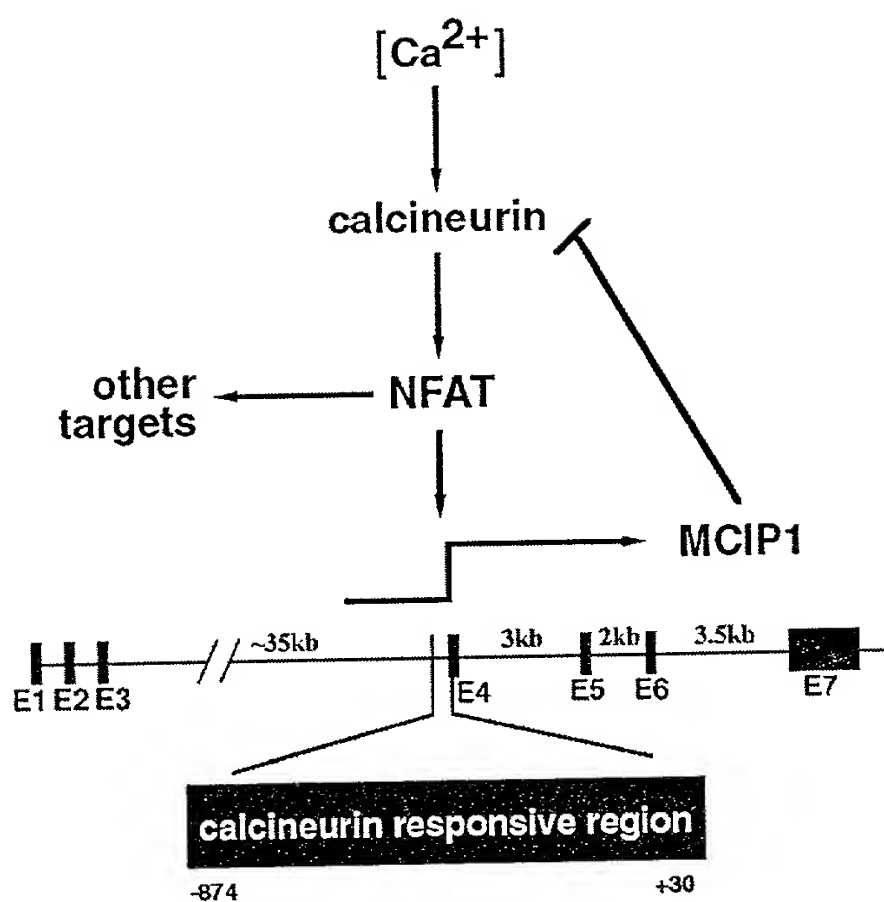 [Ca2+]
calcineurin
other
targets
NFAT
MCIP1
~35kb
3kb
2kb
3.5kb
E1 E2 E3
E4
E5
E6
E7
calcineurin responsive region
-874
+30